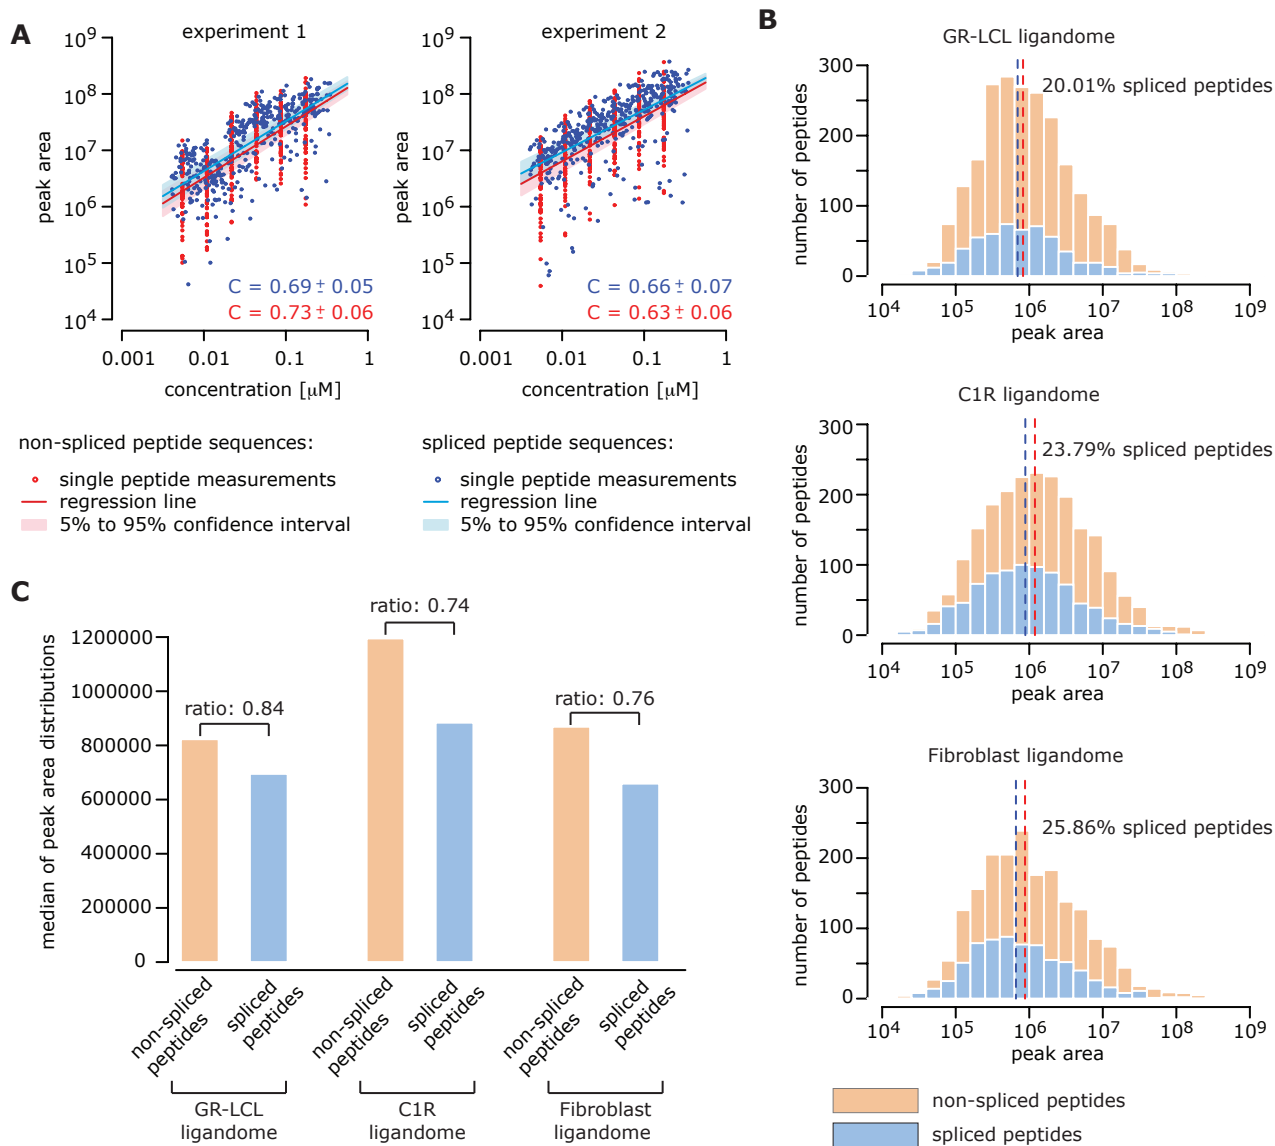 A
experiment 1
10⁹
10⁸
10⁷
10⁶
10⁵
10⁴
peak area
C = 0.69 ± 0.05
C = 0.73 ± 0.06
0.001 0.01 0.1 1
concentration [μM]
experiment 2
10⁹
10⁸
10⁷
10⁶
10⁵
10⁴
peak area
C = 0.66 ± 0.07
C = 0.63 ± 0.06
0.001 0.01 0.1 1
concentration [μM]
non-spliced peptide sequences:
single peptide measurements
regression line
5% to 95% confidence interval
spliced peptide sequences:
single peptide measurements
regression line
5% to 95% confidence interval
B
GR-LCL ligandome
20.01% spliced peptides
300
200
100
0
number of peptides
10⁴ 10⁵ 10⁶ 10⁷ 10⁸ 10⁹
peak area
C1R ligandome
23.79% spliced peptides
300
200
100
0
number of peptides
10⁴ 10⁵ 10⁶ 10⁷ 10⁸ 10⁹
peak area
Fibroblast ligandome
25.86% spliced peptides
300
200
100
0
number of peptides
10⁴ 10⁵ 10⁶ 10⁷ 10⁸ 10⁹
peak area
non-spliced peptides
spliced peptides
C
median of peak area distributions
1200000
1000000
800000
600000
400000
200000
0
ratio: 0.84
ratio: 0.74
ratio: 0.76
non-spliced
peptides
spliced
peptides
non-spliced
peptides
spliced
peptides
non-spliced
peptides
spliced
peptides
GR-LCL
ligandome
C1R
ligandome
Fibroblast
ligandome